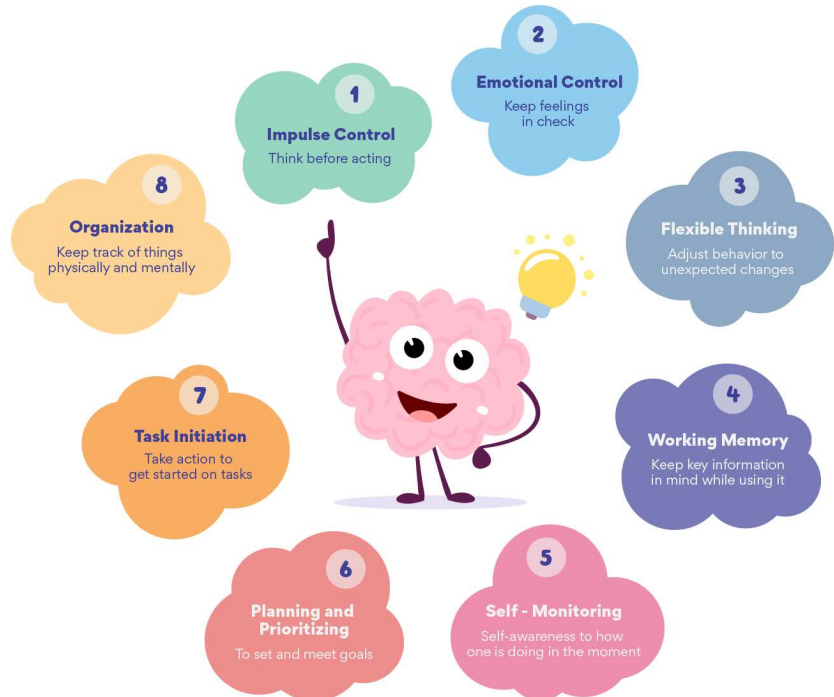 1
Impulse Control
Think before acting
2
Emotional Control
Keep feelings
in check
3
Flexible Thinking
Adjust behavior to
unexpected changes
4
Working Memory
Keep key information
in mind while using it
5
Self - Monitoring
Self-awareness to how
one is doing in the moment
6
Planning and
Prioritizing
To set and meet goals
7
Task Initiation
Take action to
get started on tasks
8
Organization
Keep track of things
physically and mentally